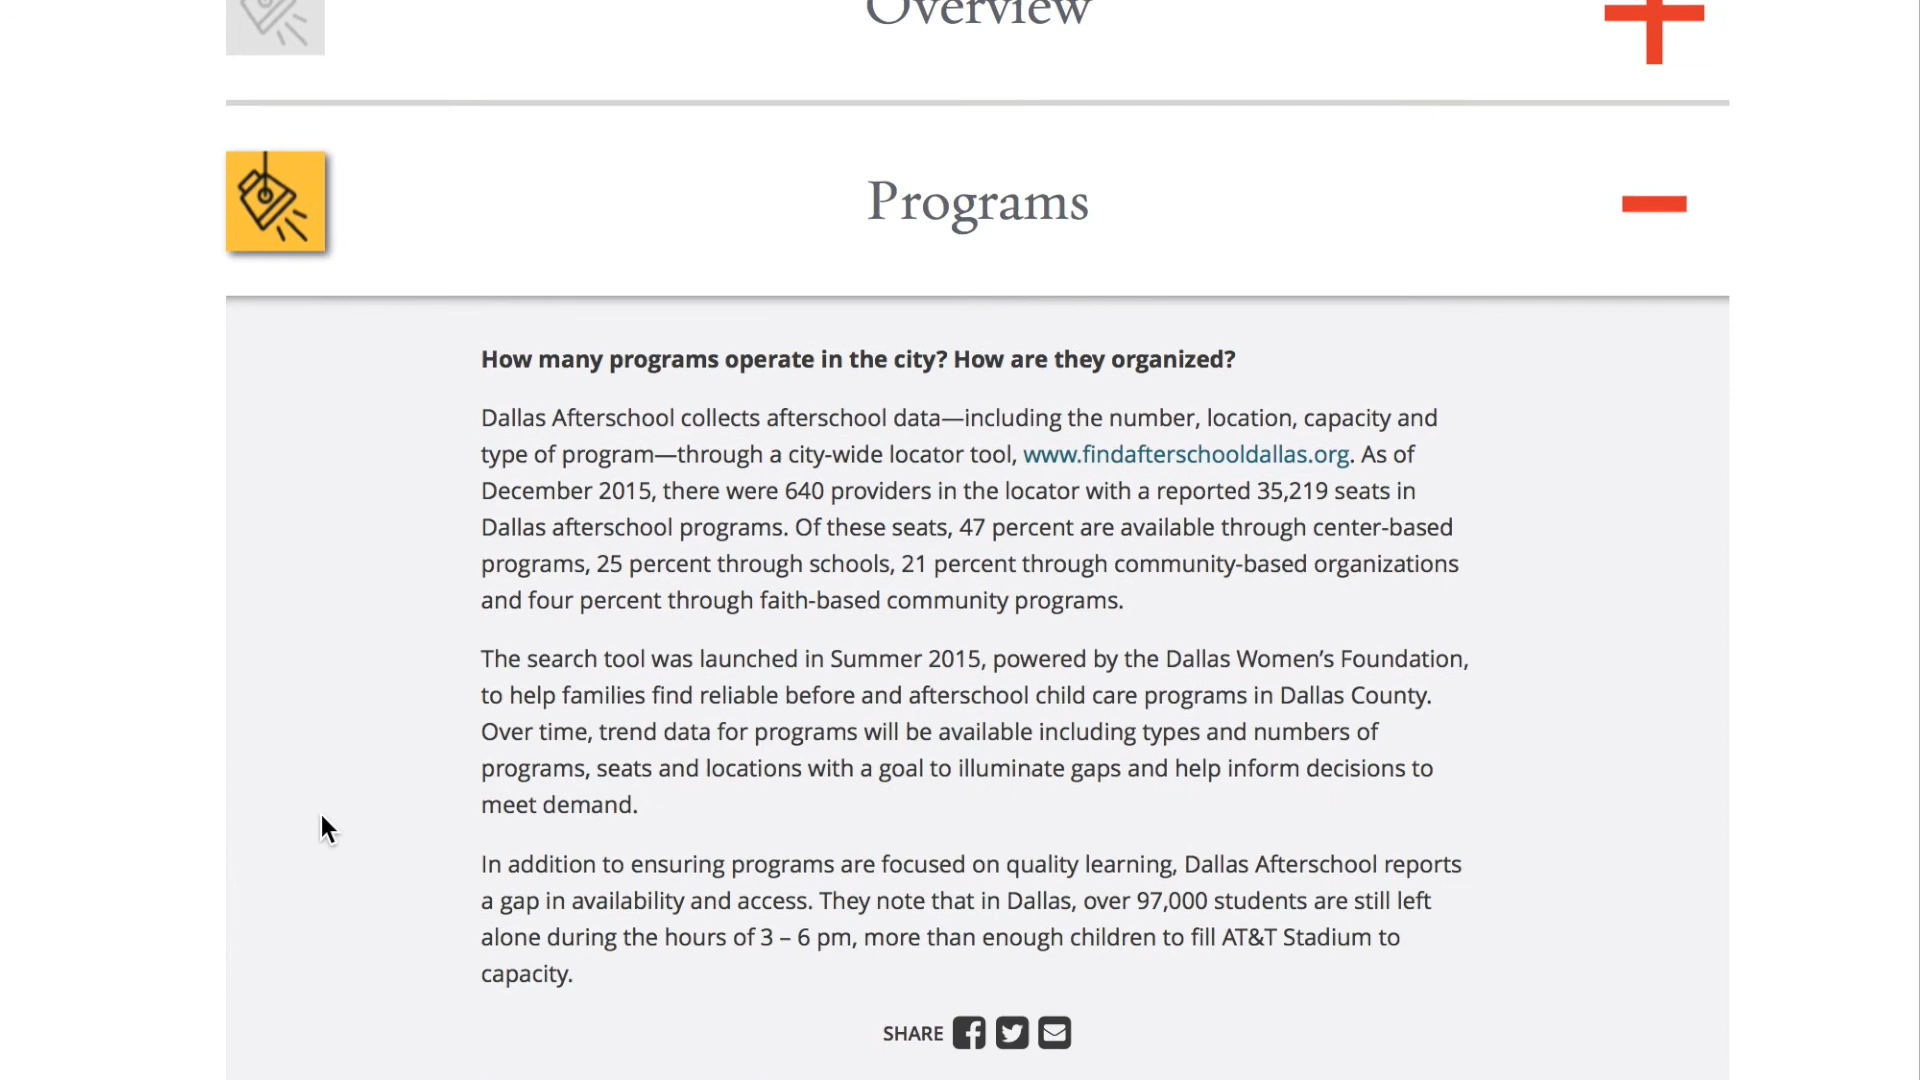 Overview
Programs
How many programs operate in the city? How are they organized?
Dallas Afterschool collects afterschool data—including the number, location, capacity and
type of program—through a city-wide locator tool, www.findafterschooldallas.org. As of
December 2015, there were 640 providers in the locator with a reported 35,219 seats in
Dallas afterschool programs. Of these seats, 47 percent are available through center-based
programs, 25 percent through schools, 21 percent through community-based organizations
and four percent through faith-based community programs.
The search tool was launched in Summer 2015, powered by the Dallas Women’s Foundation,
to help families find reliable before and afterschool child care programs in Dallas County.
Over time, trend data for programs will be available including types and numbers of
programs, seats and locations with a goal to illuminate gaps and help inform decisions to
meet demand.
In addition to ensuring programs are focused on quality learning, Dallas Afterschool reports
a gap in availability and access. They note that in Dallas, over 97,000 students are still left
alone during the hours of 3 – 6 pm, more than enough children to fill AT&T Stadium to
capacity.
SHARE